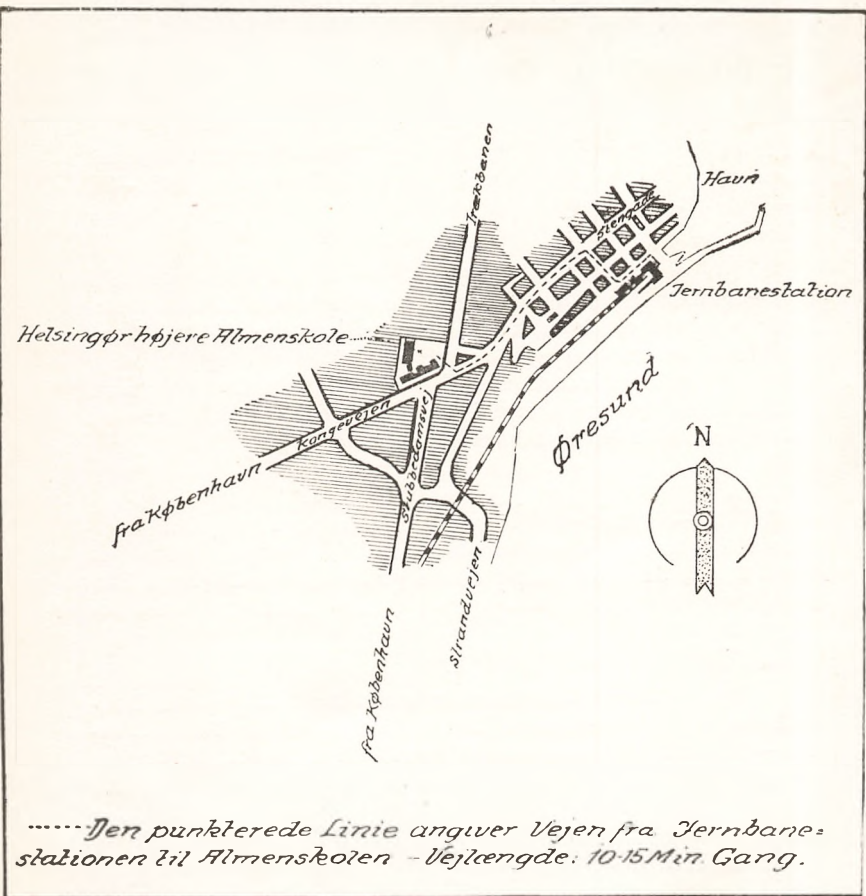 Trækbanen
Havn
Stengade
Jernbanestation
Helsingør højere Almenskole
Øresund
N
Kongevejen
Stubbedamsvej
fra København
Strandvejen
fra København
Den punkterede Linie angiver Vejen fra Jernbane=
stationen til Almenskolen - Vejlængde: 10-15 Min. Gang.